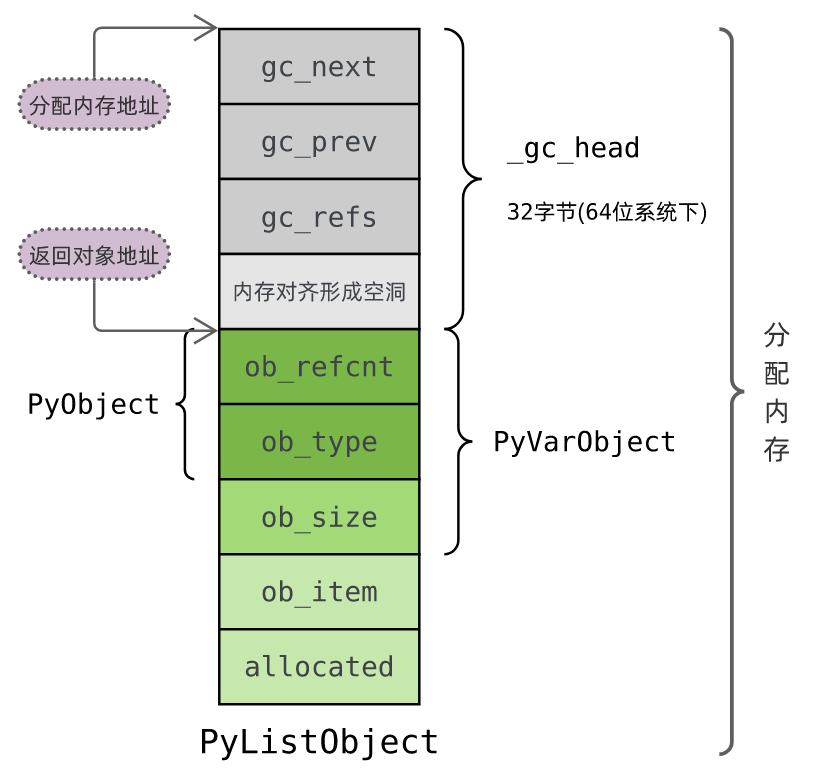 gc_next
分配内存地址
gc_prev
_gc_head
gc_refs
32字节(64位系统下)
返回对象地址
内存对齐形成空洞
ob_refcnt
PyObject
ob_type
PyVarObject
分
配
内
存
ob_size
ob_item
allocated
PyListObject